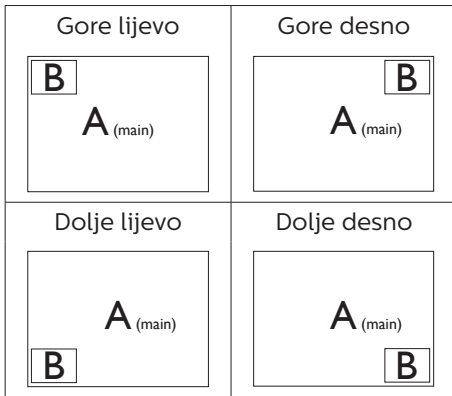 Gore lijevo
B
A (main)
Gore desno
B
A (main)
Dolje lijevo
A (main)
B
Dolje desno
A (main)
B